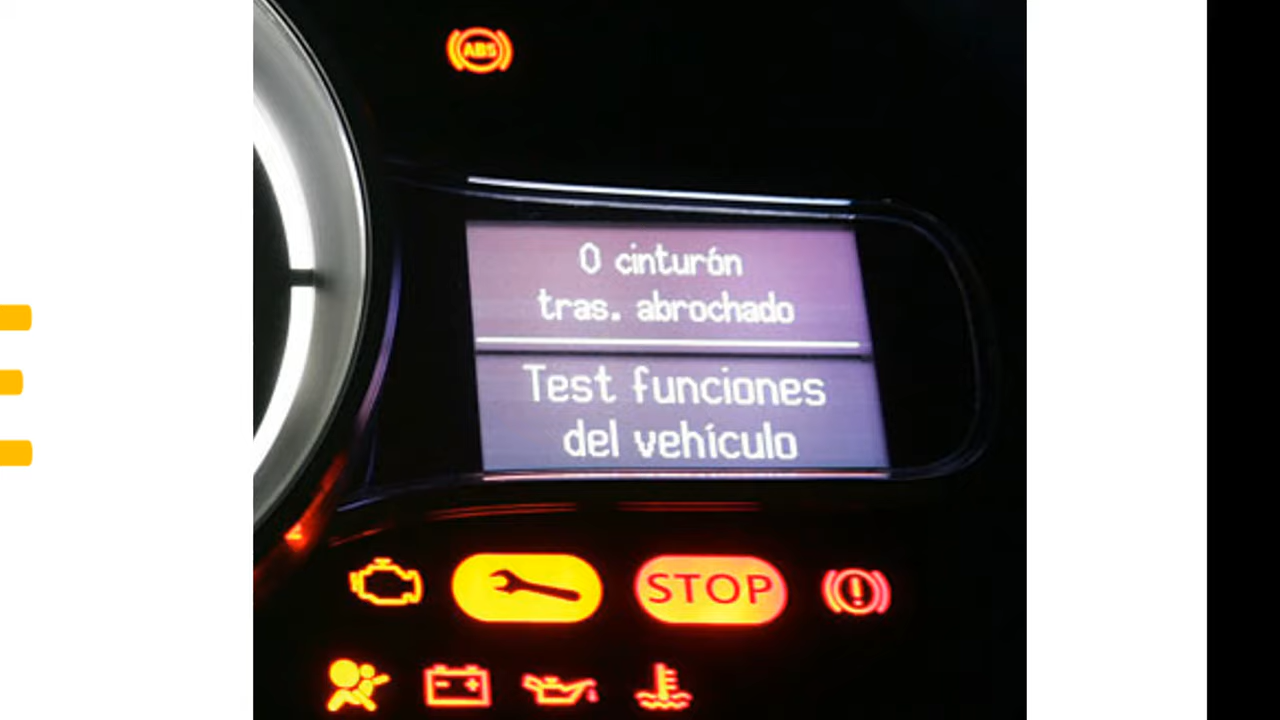 ABS
0 cinturón
tras. abrochado
Test funciones
del vehículo
STOP